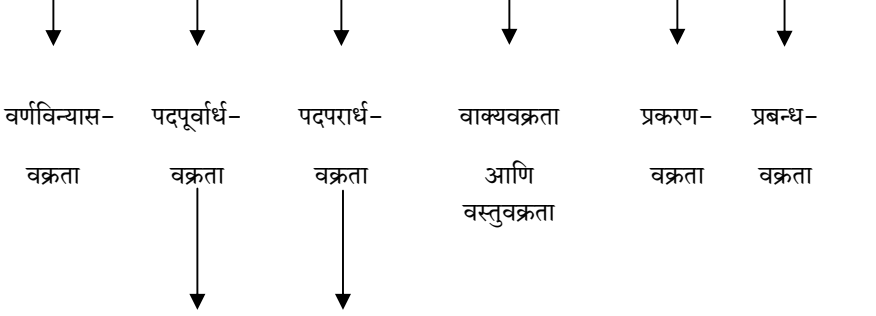 वर्णविन्यास- पदपूर्वार्ध- पदपरार्ध- वाक्यवक्रता प्रकरण- प्रबन्ध-
वक्रता वक्रता वक्रता आणि वक्रता वक्रता
वस्तुवक्रता